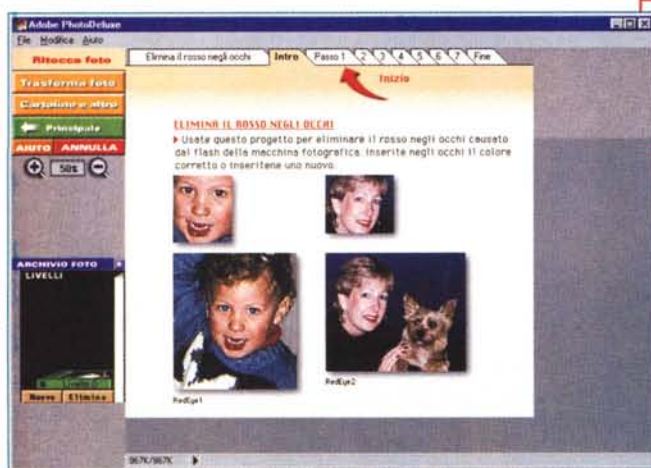 Adobe PhotoDeluxe
File Modifica Aiuto
Ritocca foto
Elimina il rosso negli occhi Intro Passo 1 2 3 4 5 6 7 Fine
Inizio
Trasforma foto
Cartoline e altro
Principale
AIUTO ANNULLA
50%
ELIMINA IL ROSSO NEGLI OCCHI
Usate questo progetto per eliminare il rosso negli occhi causato
dal flash della macchina fotografica. Inserite negli occhi il colore
corretto o inseritene uno nuovo.
ARCHIVIO FOTO
LIVELLI
Nuovo Elimina
RedEye1
RedEye2
967K/967K